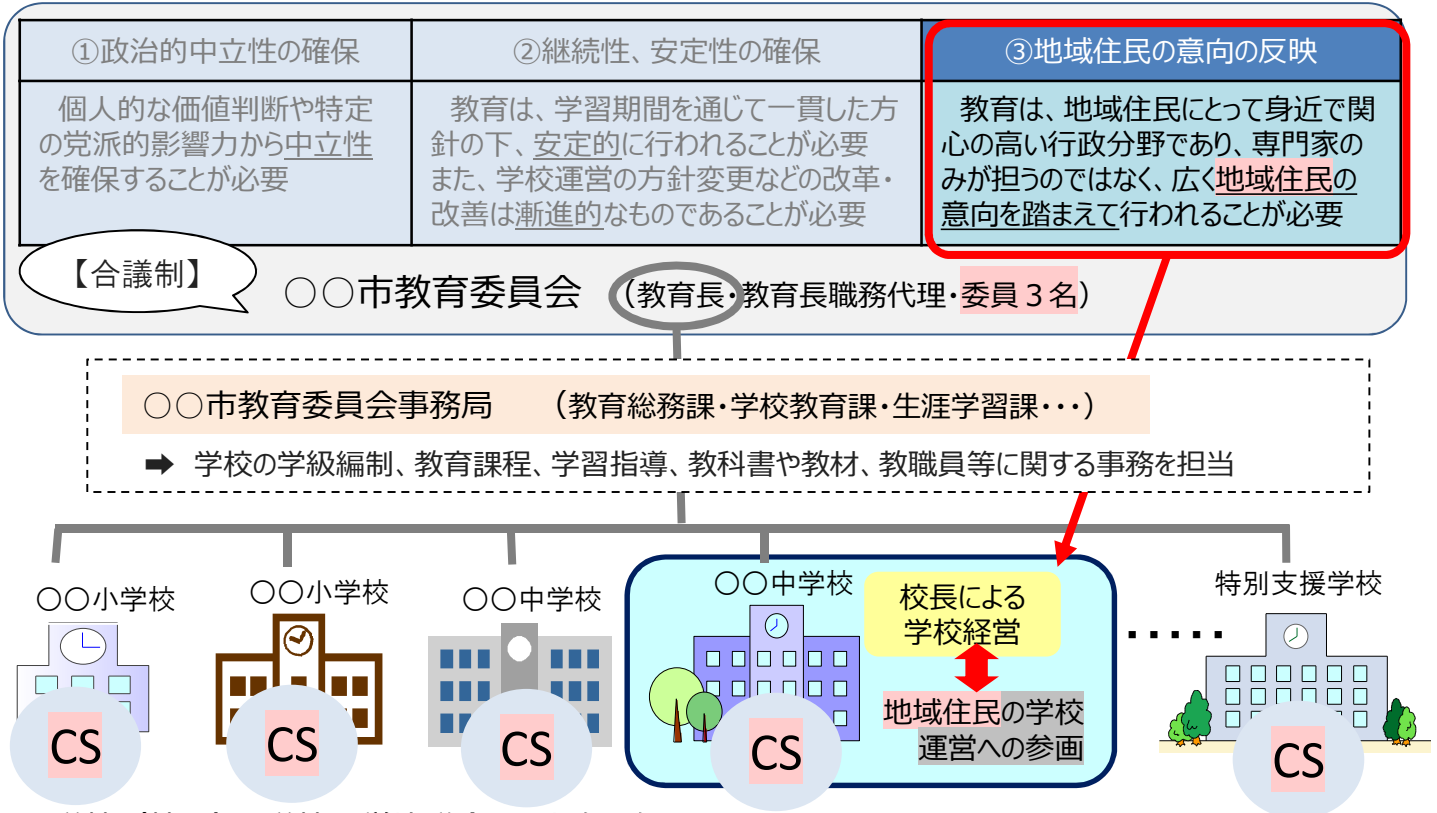 ①政治的中立性の確保
②継続性、安定性の確保
③地域住民の意向の反映
個人的な価値判断や特定
の党派的影響力から中立性
を確保することが必要
教育は、学習期間を通じて一貫した方
針の下、安定的に行われることが必要
また、学校運営の方針変更などの改革・
改善は漸進的なものであることが必要
教育は、地域住民にとって身近で関
心の高い行政分野であり、専門家の
みが担うのではなく、広く地域住民の
意向を踏まえて行われることが必要
【合議制】
○○市教育委員会 (教育長・教育長職務代理・委員3名)
○○市教育委員会事務局 (教育総務課・学校教育課・生涯学習課・・・)
➡ 学校の学級編制、教育課程、学習指導、教科書や教材、教職員等に関する事務を担当
○○小学校
○○小学校
○○中学校
○○中学校
校長による
学校経営
地域住民の学校
運営への参画
・・・・・
特別支援学校
CS
CS
CS
CS
CS